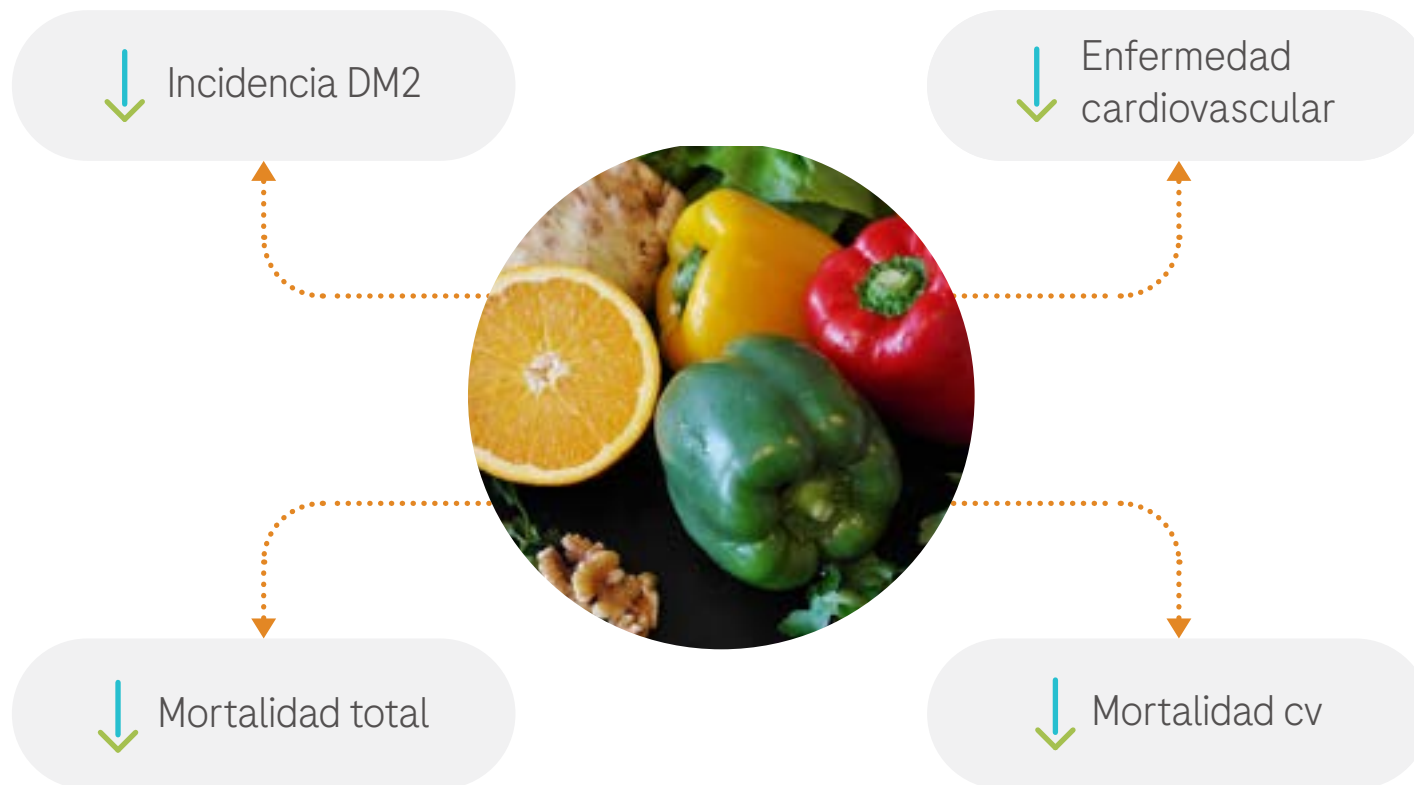 Incidencia DM2
Enfermedad
cardiovascular
Mortalidad total
Mortalidad cv